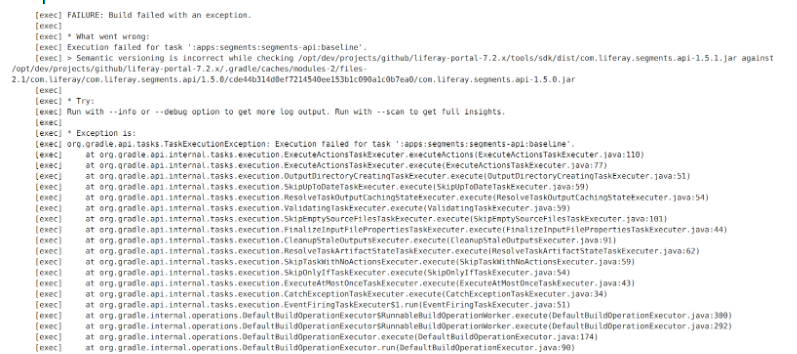 [exec] FAILURE: Build failed with an exception.
[exec]
[exec] * What went wrong:
[exec] Execution failed for task ':apps:segments:segments-api:baseline'.
[exec] > Semantic versioning is incorrect while checking /opt/dev/projects/github/liferay-portal-7.2.x/tools/sdk/dist/com.liferay.segments.api-1.5.1.jar against
/opt/dev/projects/github/liferay-portal-7.2.x/.gradle/caches/modules-2/files-
2.1/com.liferay/com.liferay.segments.api/1.5.0/cde44b314d0ef7214540ee153b1c090a1c0b7ea0/com.liferay.segments.api-1.5.0.jar
[exec]
[exec] * Try:
[exec] Run with --info or --debug option to get more log output. Run with --scan to get full insights.
[exec]
[exec] * Exception is:
[exec] org.gradle.api.tasks.TaskExecutionException: Execution failed for task ':apps:segments:segments-api:baseline'.
[exec] at org.gradle.api.internal.tasks.execution.ExecuteActionsTaskExecuter.executeActions(ExecuteActionsTaskExecuter.java:110)
[exec] at org.gradle.api.internal.tasks.execution.ExecuteActionsTaskExecuter.execute(ExecuteActionsTaskExecuter.java:77)
[exec] at org.gradle.api.internal.tasks.execution.OutputDirectoryCreatingTaskExecuter.execute(OutputDirectoryCreatingTaskExecuter.java:51)
[exec] at org.gradle.api.internal.tasks.execution.SkipUpToDateTaskExecuter.execute(SkipUpToDateTaskExecuter.java:59)
[exec] at org.gradle.api.internal.tasks.execution.ResolveTaskOutputCachingStateExecuter.execute(ResolveTaskOutputCachingStateExecuter.java:54)
[exec] at org.gradle.api.internal.tasks.execution.ValidatingTaskExecuter.execute(ValidatingTaskExecuter.java:59)
[exec] at org.gradle.api.internal.tasks.execution.SkipEmptySourceFilesTaskExecuter.execute(SkipEmptySourceFilesTaskExecuter.java:101)
[exec] at org.gradle.api.internal.tasks.execution.FinalizeInputFilePropertiesTaskExecuter.execute(FinalizeInputFilePropertiesTaskExecuter.java:44)
[exec] at org.gradle.api.internal.tasks.execution.CleanupStaleOutputsExecuter.execute(CleanupStaleOutputsExecuter.java:91)
[exec] at org.gradle.api.internal.tasks.execution.ResolveTaskArtifactStateTaskExecuter.execute(ResolveTaskArtifactStateTaskExecuter.java:62)
[exec] at org.gradle.api.internal.tasks.execution.SkipTaskWithNoActionsExecuter.execute(SkipTaskWithNoActionsExecuter.java:59)
[exec] at org.gradle.api.internal.tasks.execution.SkipOnlyIfTaskExecuter.execute(SkipOnlyIfTaskExecuter.java:54)
[exec] at org.gradle.api.internal.tasks.execution.ExecuteAtMostOnceTaskExecuter.execute(ExecuteAtMostOnceTaskExecuter.java:43)
[exec] at org.gradle.api.internal.tasks.execution.CatchExceptionTaskExecuter.execute(CatchExceptionTaskExecuter.java:34)
[exec] at org.gradle.api.internal.tasks.execution.EventFiringTaskExecuter$1.run(EventFiringTaskExecuter.java:51)
[exec] at org.gradle.internal.operations.DefaultBuildOperationExecutor$RunnableBuildOperationWorker.execute(DefaultBuildOperationExecutor.java:300)
[exec] at org.gradle.internal.operations.DefaultBuildOperationExecutor$RunnableBuildOperationWorker.execute(DefaultBuildOperationExecutor.java:292)
[exec] at org.gradle.internal.operations.DefaultBuildOperationExecutor.execute(DefaultBuildOperationExecutor.java:174)
[exec] at org.gradle.internal.operations.DefaultBuildOperationExecutor.run(DefaultBuildOperationExecutor.java:90)